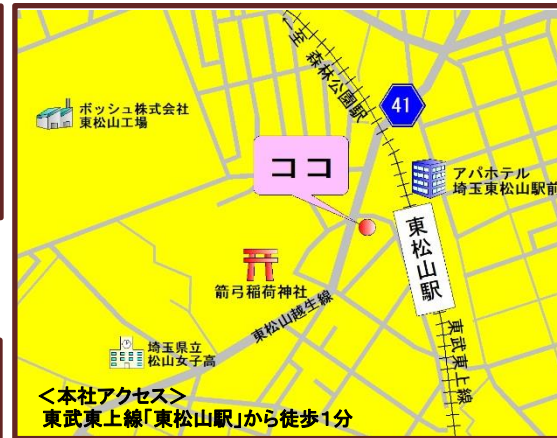 至 森林公園駅
41
ボッシュ株式会社
東松山工場
ココ
アパホテル
埼玉東松山駅前
東松山駅
箭弓稲荷神社
東松山越生線
東武東上線
埼玉県立
松山女子高
＜本社アクセス＞
東武東上線「東松山駅」から徒歩1分